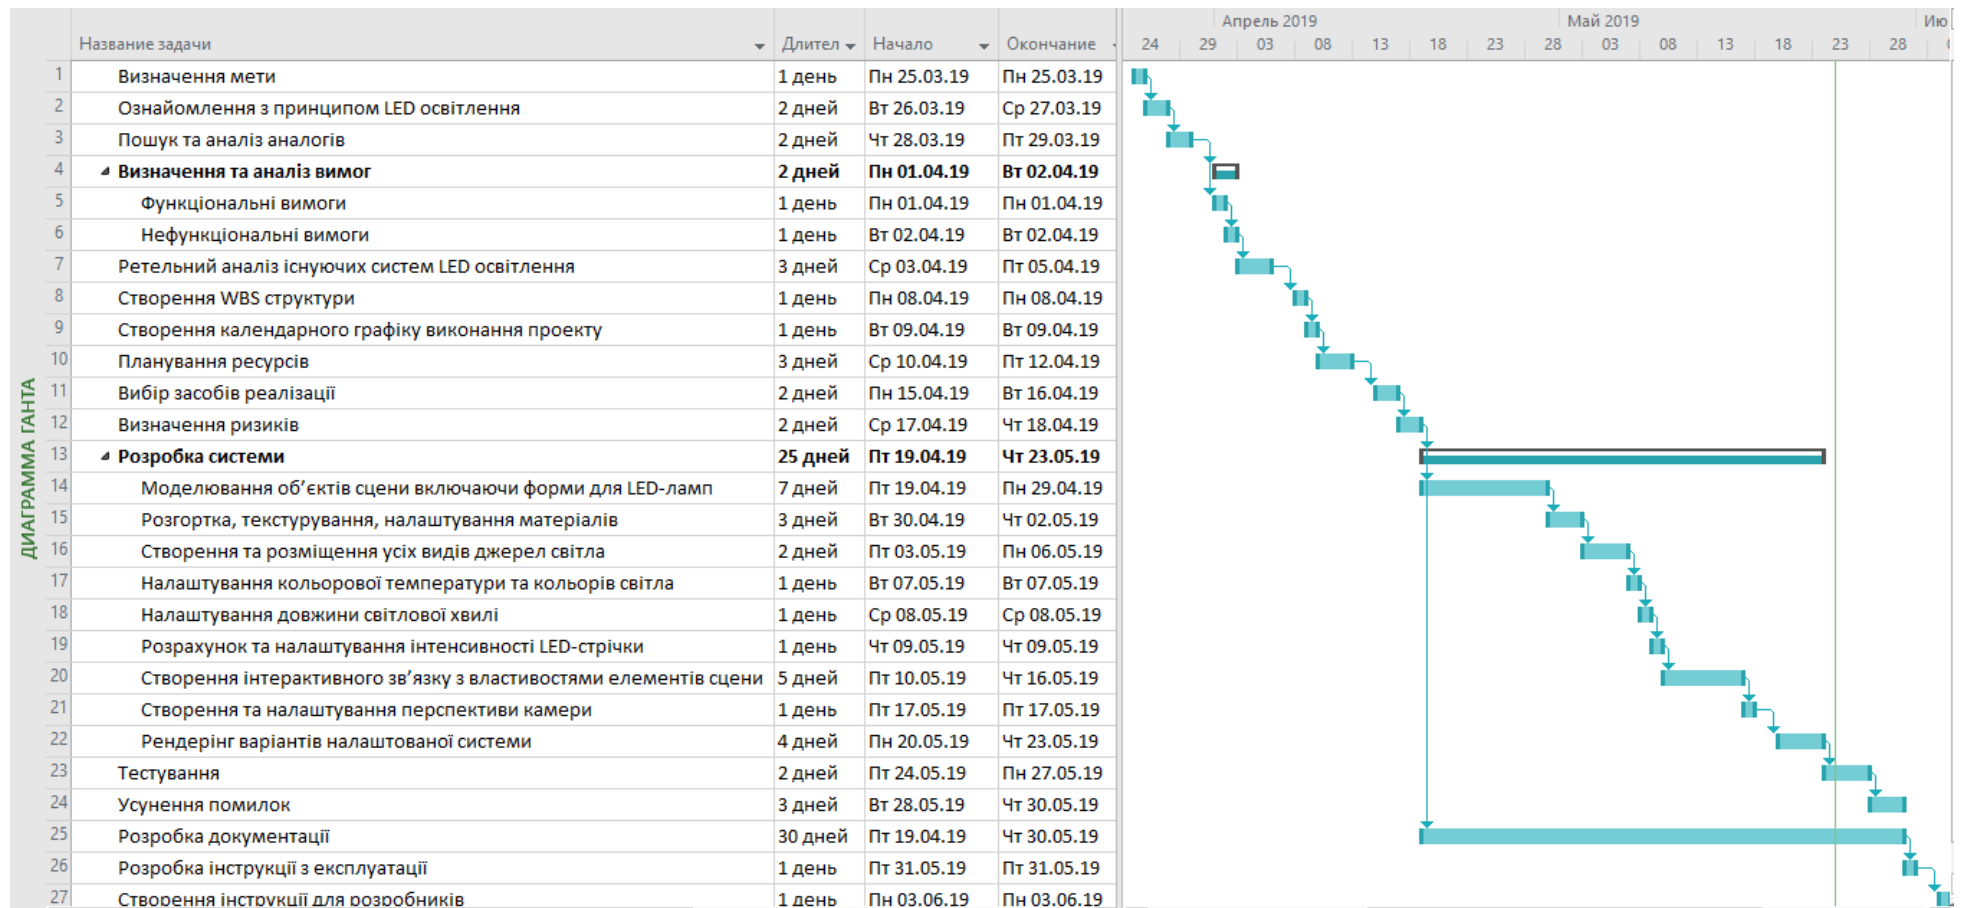 Апрель 2019 Май 2019 Ию
Название задачи Длител Начало Окончание 24 29 03 08 13 18 23 28 03 08 13 18 23 28
1 Визначення мети 1 день Пн 25.03.19 Пн 25.03.19
2 Ознайомлення з принципом LED освітлення 2 дней Вт 26.03.19 Ср 27.03.19
3 Пошук та аналіз аналогів 2 дней Чт 28.03.19 Пт 29.03.19
4 Визначення та аналіз вимог 2 дней Пн 01.04.19 Вт 02.04.19
5 Функціональні вимоги 1 день Пн 01.04.19 Пн 01.04.19
6 Нефункціональні вимоги 1 день Вт 02.04.19 Вт 02.04.19
7 Ретельний аналіз існуючих систем LED освітлення 3 дней Ср 03.04.19 Пт 05.04.19
8 Створення WBS структури 1 день Пн 08.04.19 Пн 08.04.19
9 Створення календарного графіку виконання проекту 1 день Вт 09.04.19 Вт 09.04.19
10 Планування ресурсів 3 дней Ср 10.04.19 Пт 12.04.19
11 Вибір засобів реалізації 2 дней Пн 15.04.19 Вт 16.04.19
12 Визначення ризиків 2 дней Ср 17.04.19 Чт 18.04.19
13 Розробка системи 25 дней Пт 19.04.19 Чт 23.05.19
14 Моделювання об’єктів сцени включаючи форми для LED-ламп 7 дней Пт 19.04.19 Пн 29.04.19
15 Розгортка, текстурування, налаштування матеріалів 3 дней Вт 30.04.19 Чт 02.05.19
16 Створення та розміщення усіх видів джерел світла 2 дней Пт 03.05.19 Пн 06.05.19
17 Налаштування кольорової температури та кольорів світла 1 день Вт 07.05.19 Вт 07.05.19
18 Налаштування довжини світлової хвилі 1 день Ср 08.05.19 Ср 08.05.19
19 Розрахунок та налаштування інтенсивності LED-стрічки 1 день Чт 09.05.19 Чт 09.05.19
20 Створення інтерактивного зв’язку з властивостями елементів сцени 5 дней Пт 10.05.19 Чт 16.05.19
21 Створення та налаштування перспективи камери 1 день Пт 17.05.19 Пт 17.05.19
22 Рендерінг варіантів налаштованої системи 4 дней Пн 20.05.19 Чт 23.05.19
23 Тестування 2 дней Пт 24.05.19 Пн 27.05.19
24 Усунення помилок 3 дней Вт 28.05.19 Чт 30.05.19
25 Розробка документації 30 дней Пт 19.04.19 Чт 30.05.19
26 Розробка інструкції з експлуатації 1 день Пт 31.05.19 Пт 31.05.19
27 Створення інструкції для розробників 1 день Пн 03.06.19 Пн 03.06.19
ДИАГРАММА ГАНТА